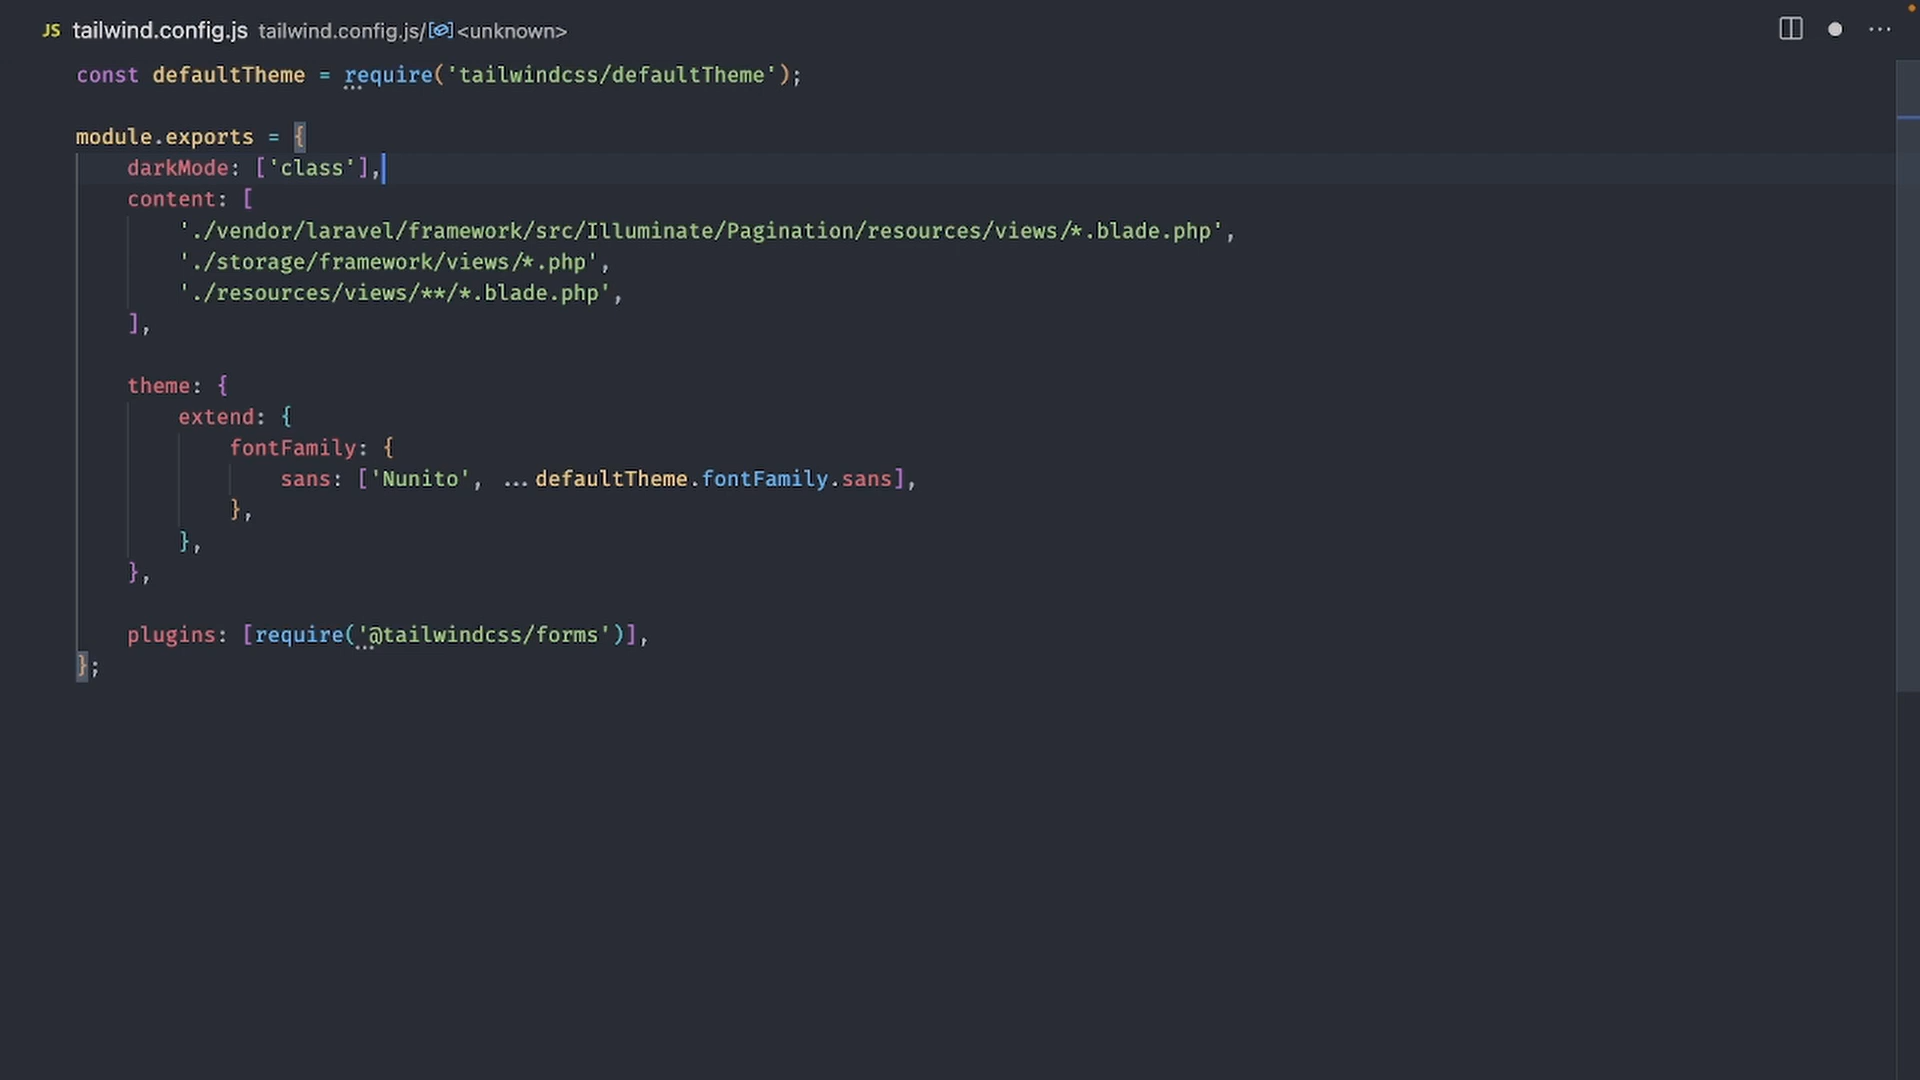 JS tailwind.config.js tailwind.config.js/<unknown>
const defaultTheme = require('tailwindcss/defaultTheme');
module.exports = {
    darkMode: ['class'],
    content: [
        './vendor/laravel/framework/src/Illuminate/Pagination/resources/views/*.blade.php',
        './storage/framework/views/*.php',
        './resources/views/**/*.blade.php',
    ],
    theme: {
        extend: {
            fontFamily: {
                sans: ['Nunito', ...defaultTheme.fontFamily.sans],
            },
        },
    },
    plugins: [require('@tailwindcss/forms')],
};